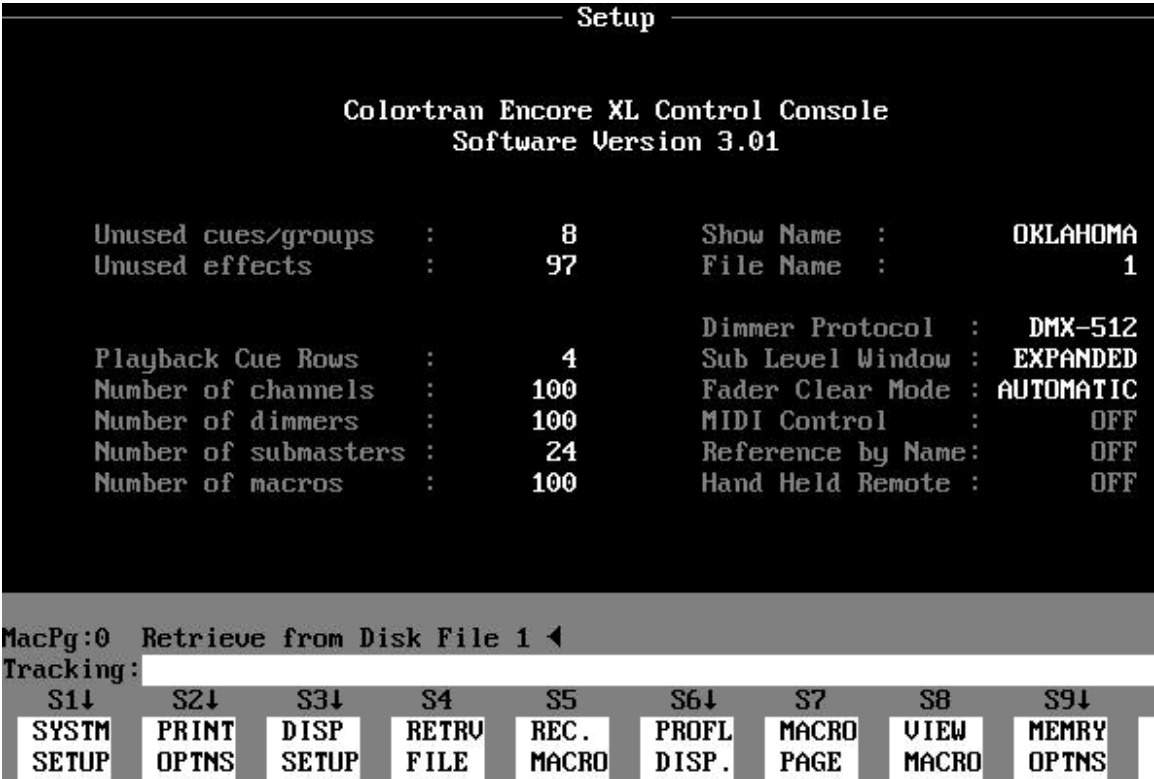 Setup
Colortran Encore XL Control Console
Software Version 3.01
Unused cues/groups : 8 Show Name : OKLAHOMA
Unused effects : 97 File Name : 1
Dimmer Protocol : DMX-512
Playback Cue Rows : 4 Sub Level Window : EXPANDED
Number of channels : 100 Fader Clear Mode : AUTOMATIC
Number of dimmers : 100 MIDI Control : OFF
Number of submasters : 24 Reference by Name: OFF
Number of macros : 100 Hand Held Remote : OFF
MacPg:0 Retrieve from Disk File 1 ◄
Tracking:
S1↓ S2↓ S3↓ S4 S5 S6↓ S7 S8 S9↓
SYSTM PRINT DISP RETRV REC. PROFL MACRO VIEW MEMRY
SETUP OPTNS SETUP FILE MACRO DISP. PAGE MACRO OPTNS